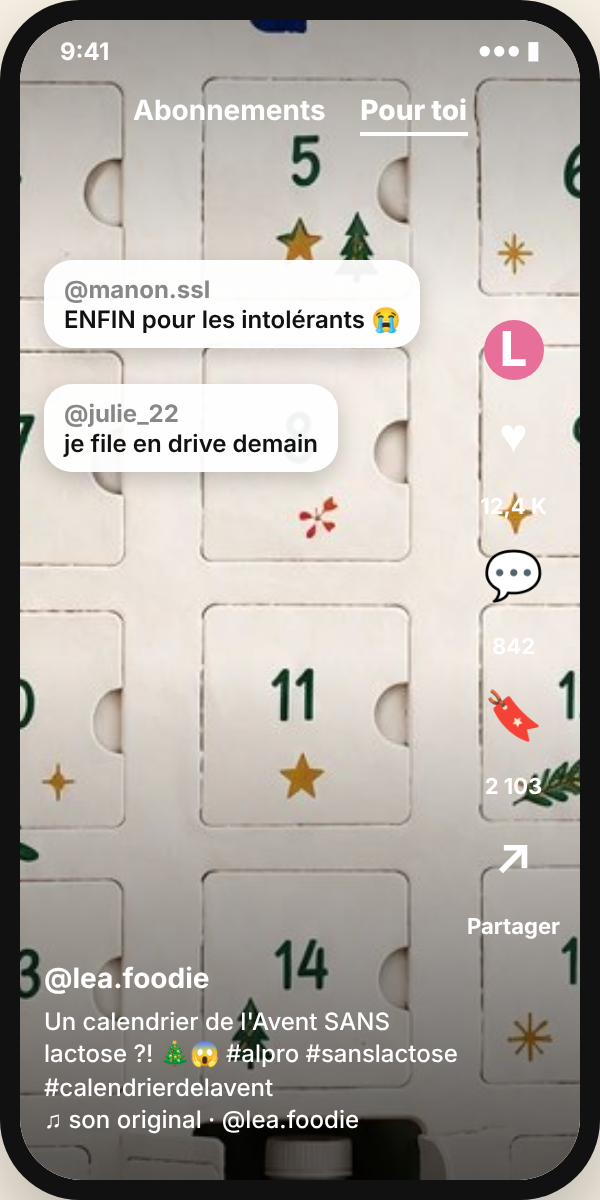 9:41
Abonnements Pour toi
5
6
@manon.ssl
ENFIN pour les intolérants 😭
L
@julie_22
je file en drive demain
12,4 K
842
11
2 103
Partager
14
@lea.foodie
Un calendrier de l'Avent SANS
lactose ?! 🎄😱 #alpro #sanslactose
#calendrierdelavent
♫ son original · @lea.foodie